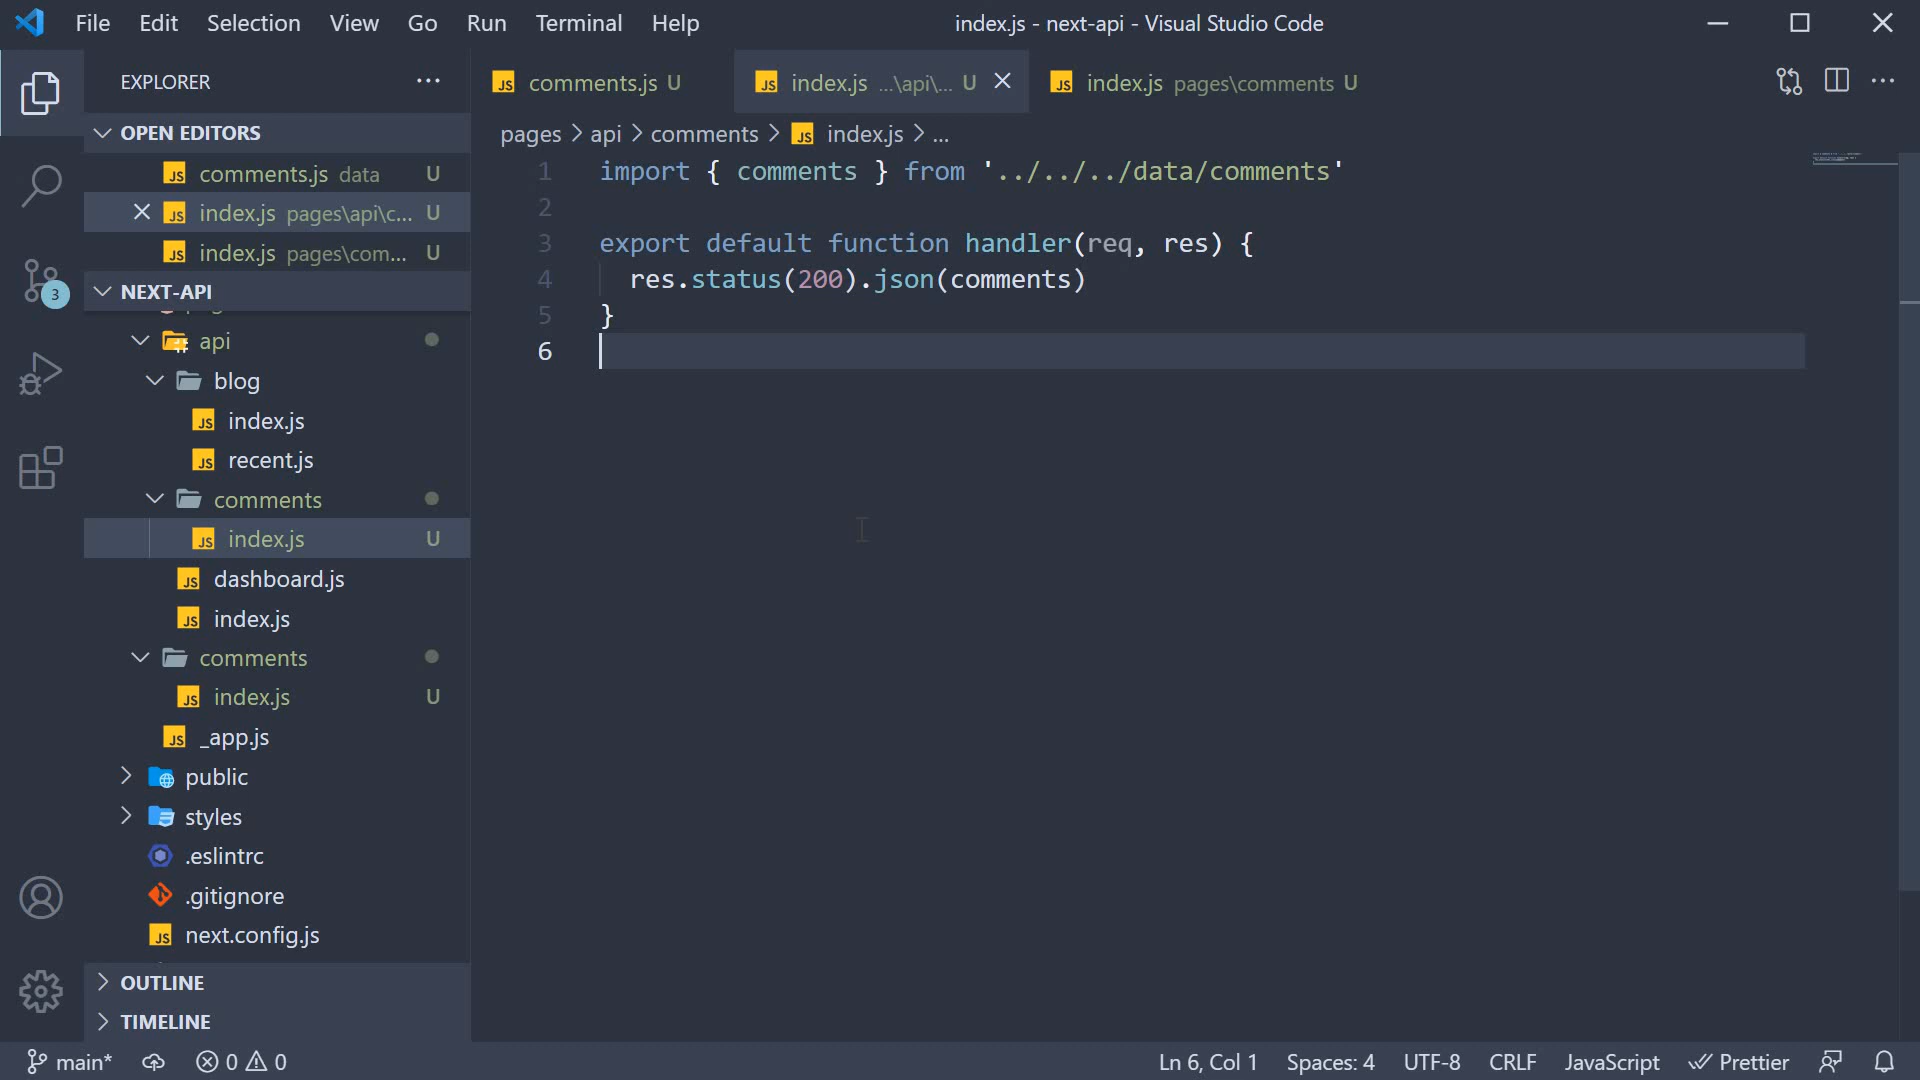 File Edit Selection View Go Run Terminal Help
index.js - next-api - Visual Studio Code
EXPLORER
OPEN EDITORS
comments.js data U
index.js pages\api\c... U
index.js pages\com... U
NEXT-API
api
blog
index.js
recent.js
comments
index.js U
dashboard.js
index.js
comments
index.js U
_app.js
public
styles
.eslintrc
.gitignore
next.config.js
OUTLINE
TIMELINE
comments.js U
index.js ...\api\... U
index.js pages\comments U
pages > api > comments > index.js > ...
1 import { comments } from '../../../data/comments'
2
3 export default function handler(req, res) {
4 res.status(200).json(comments)
5 }
6
3
main* 0 0
Ln 6, Col 1 Spaces: 4 UTF-8 CRLF JavaScript Prettier